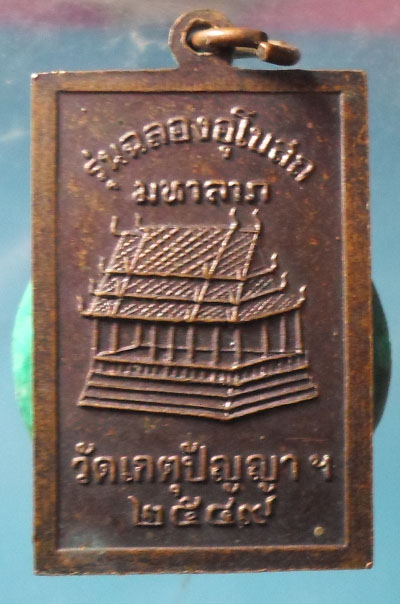 รุ่นฉลองอุโบสถ
มหาลาภ
วัดเกตุปัญญา ฯ
๒๕๔๙